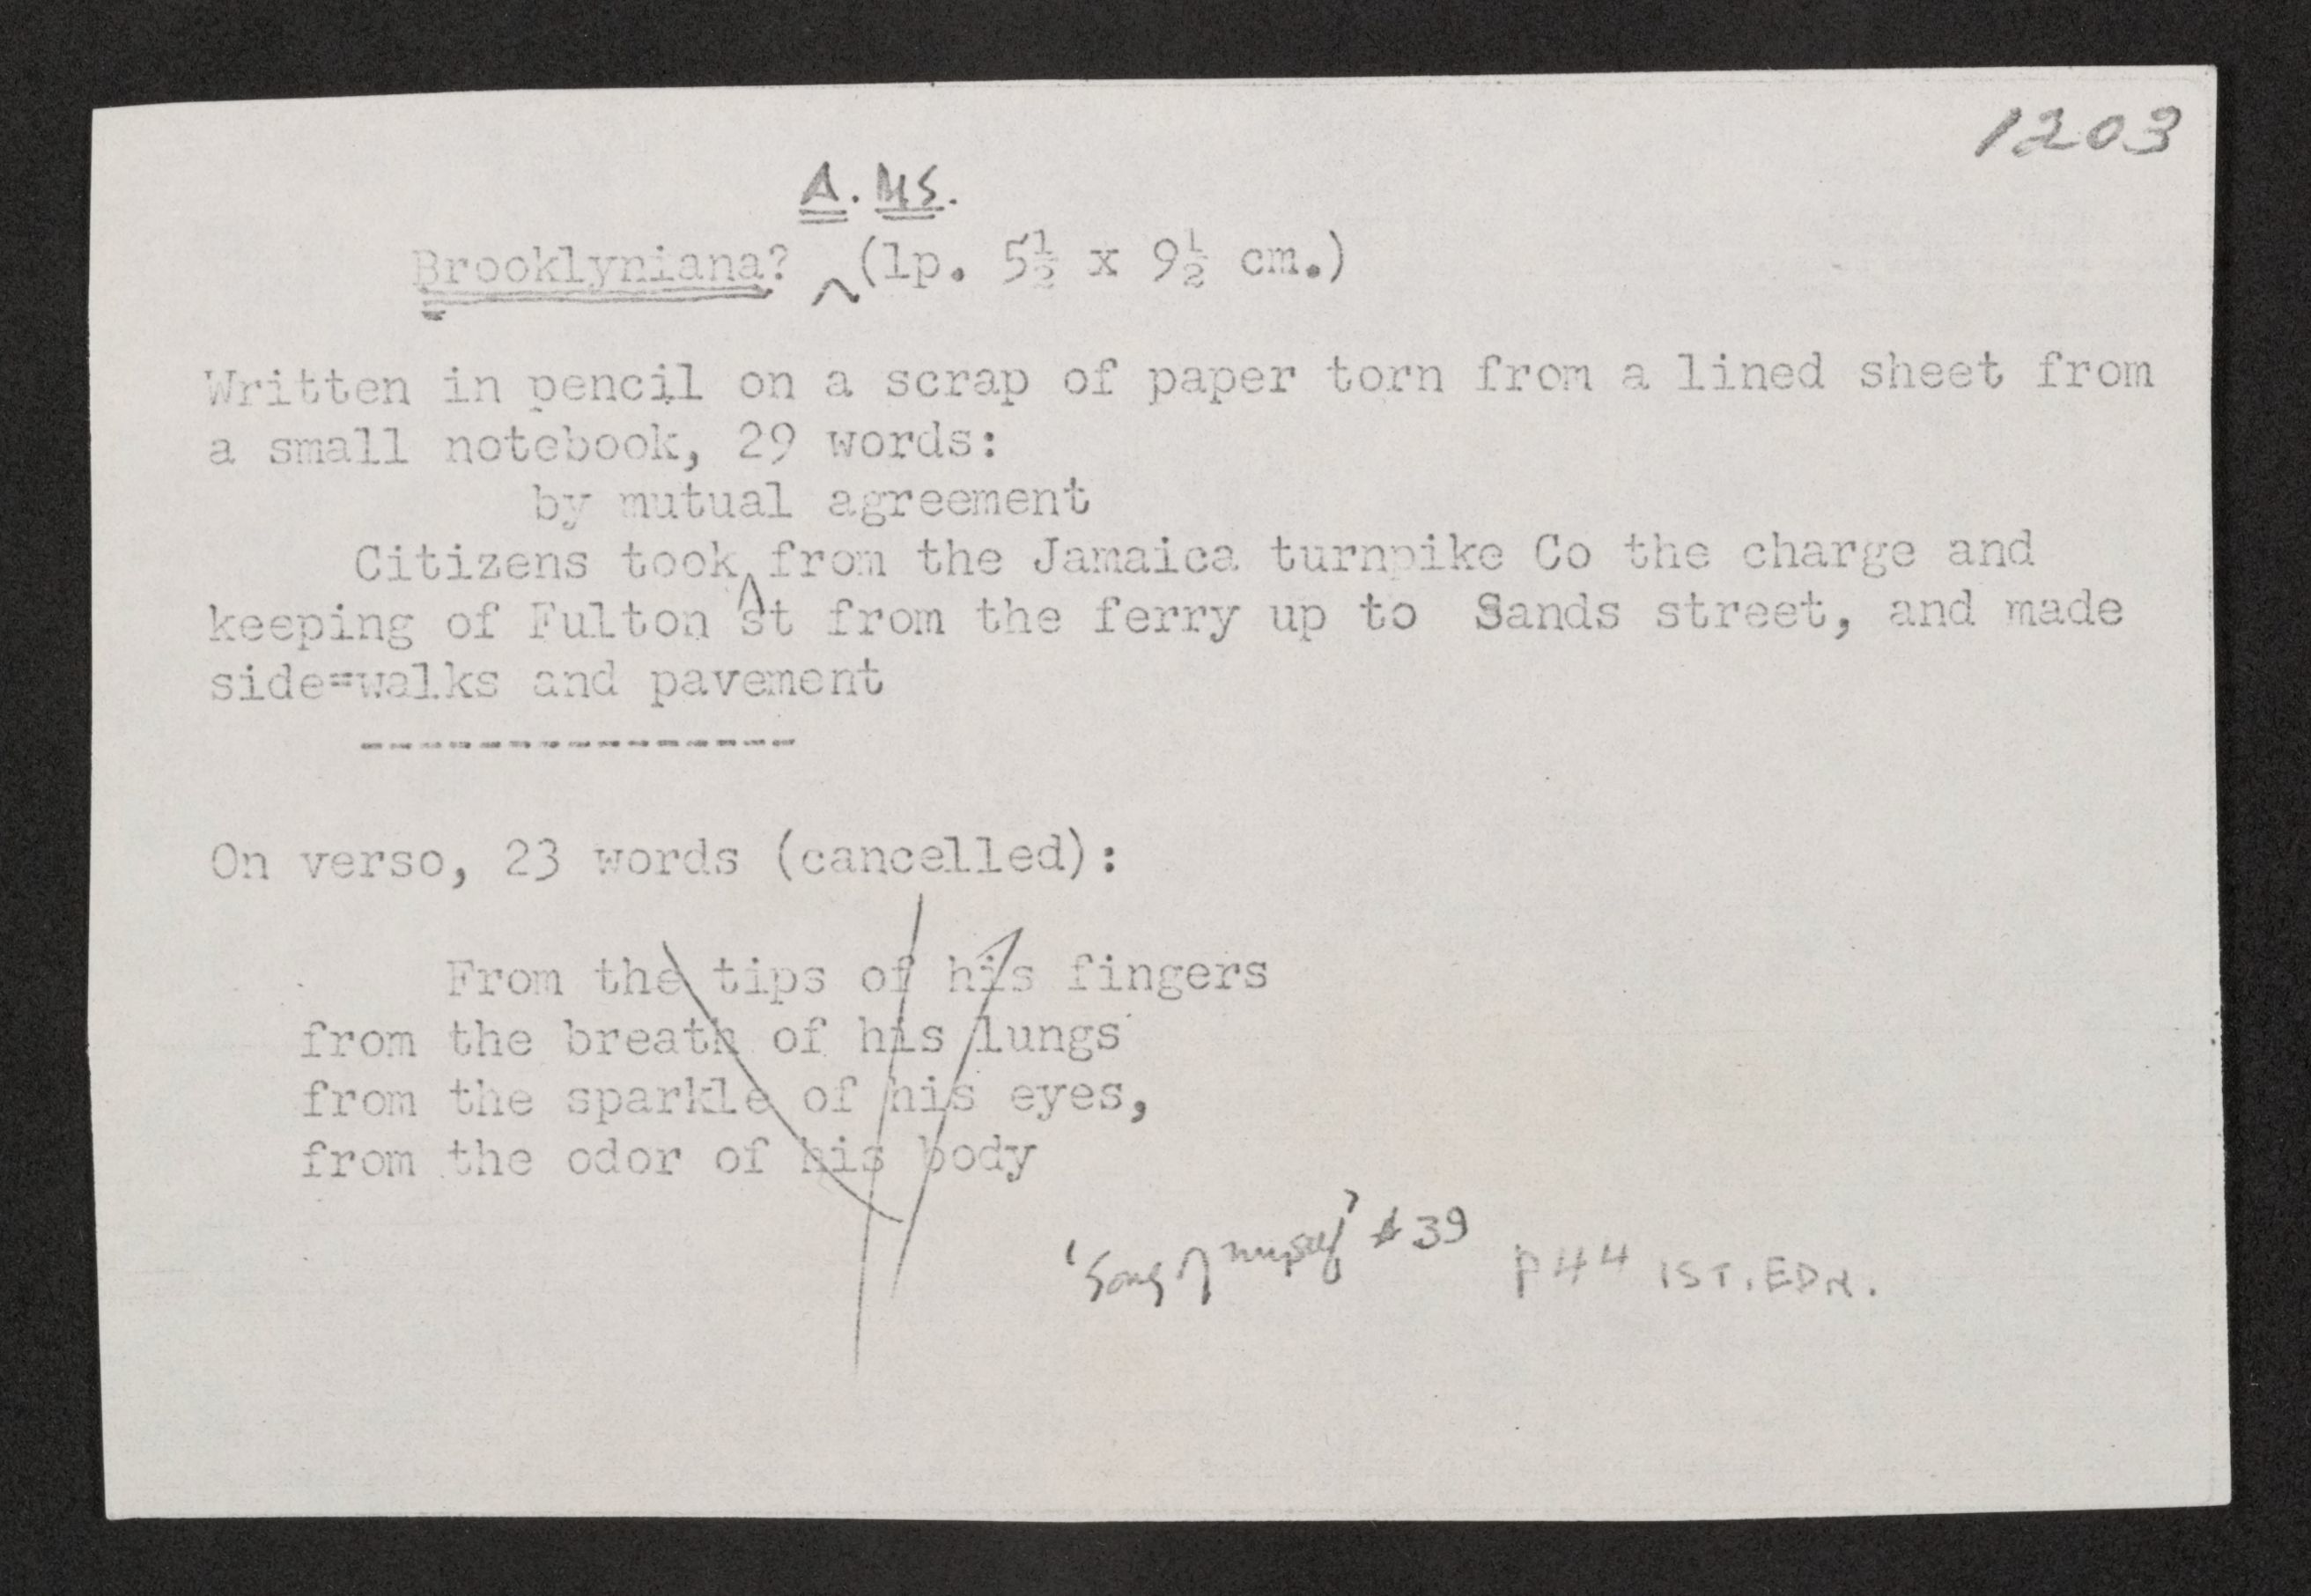 1203
A. MS.
Brooklyniana? (1p. 5½ x 9½ cm.)
Written in pencil on a scrap of paper torn from a lined sheet from
a small notebook, 29 words:
by mutual agreement
Citizens took from the Jamaica turnpike Co the charge and
keeping of Fulton st from the ferry up to Sands street, and made
side=walks and pavement
---------------
On verso, 23 words (cancelled):
From the tips of his fingers
from the breath of his lungs
from the sparkle of his eyes,
from the odor of his body
'Song of myself' # 39 P 44 1ST. EDN.